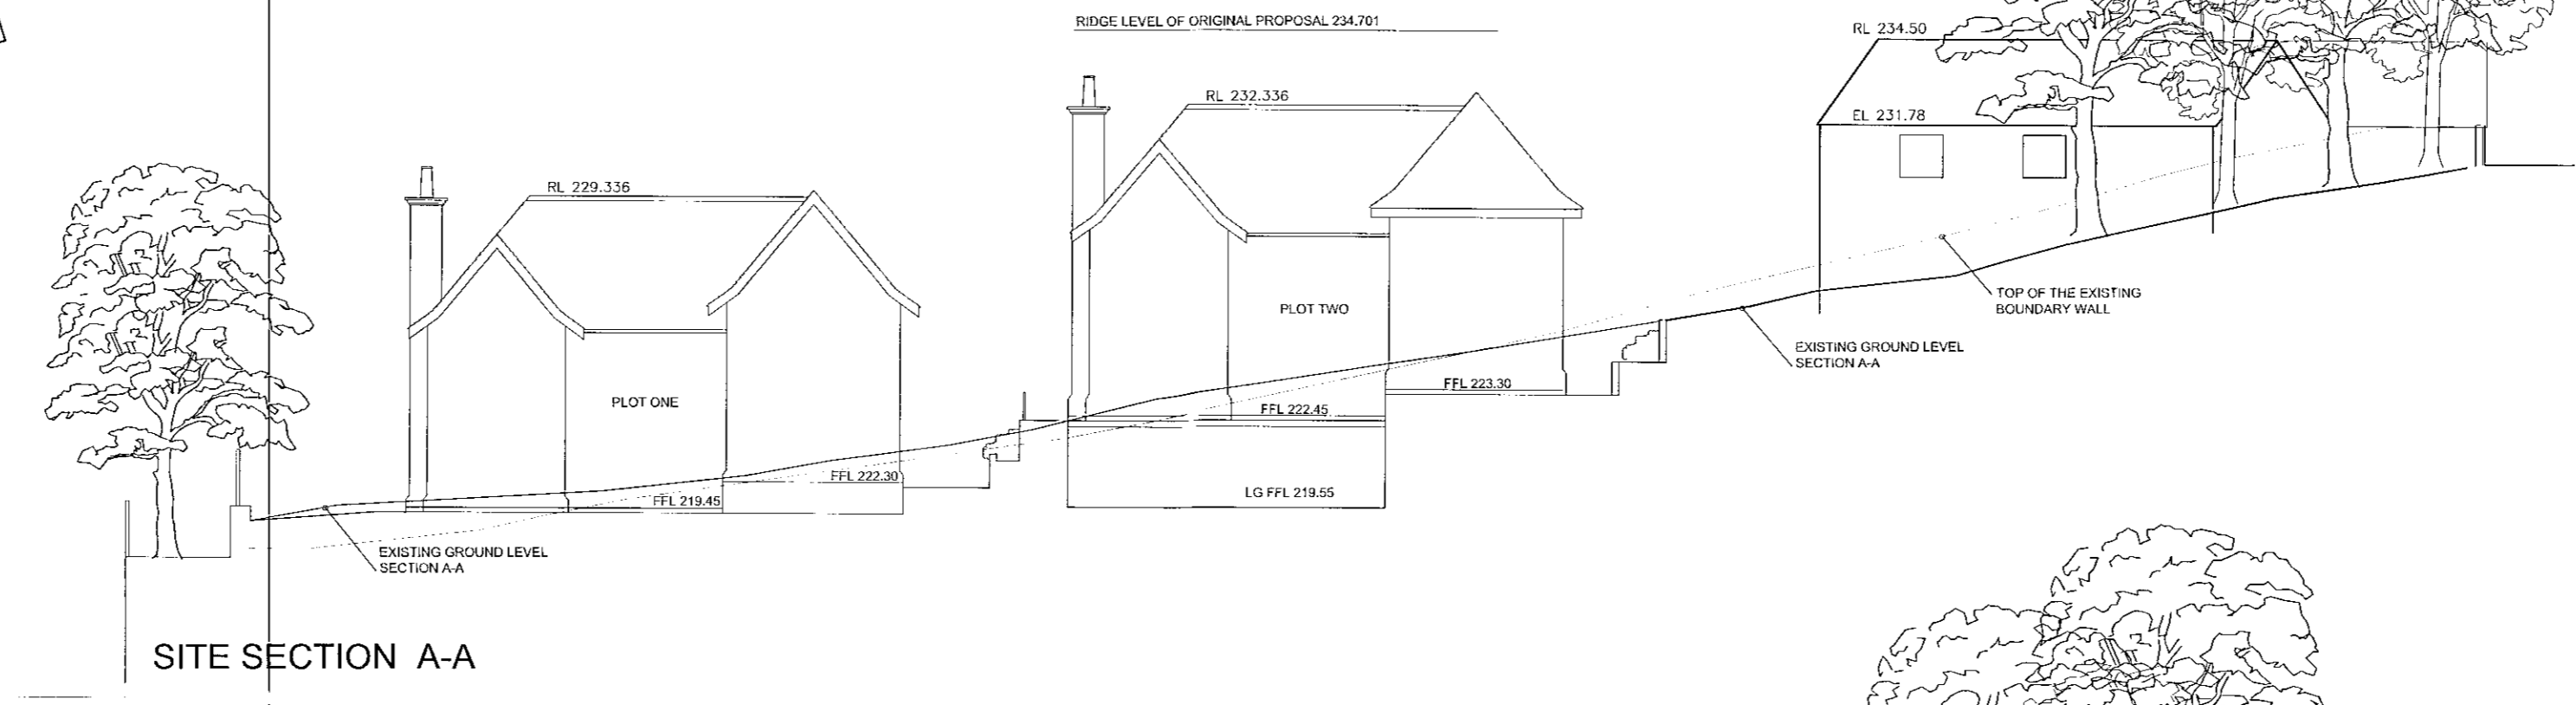 RIDGE LEVEL OF ORIGINAL PROPOSAL 234.701
RL 234.50
RL 232.336
EL 231.78
RL 229.336
PLOT TWO
TOP OF THE EXISTING
BOUNDARY WALL
EXISTING GROUND LEVEL
SECTION A-A
FFL 223.30
PLOT ONE
FFL 222.45
FFL 222.30
LG FFL 219.55
FFL 219.45
EXISTING GROUND LEVEL
SECTION A-A
SITE SECTION A-A